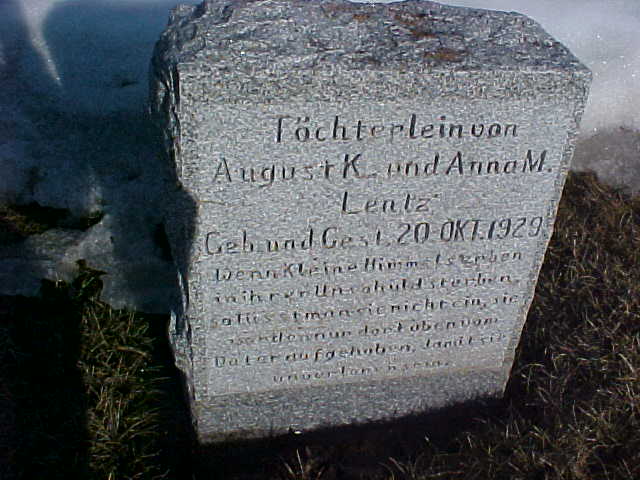 Töchterlein von
August K. und Anna M.
Lentz
Geb. und Gest. 20 OKT. 1929
Wenn Kleine Himmelserben
in ihrer Unschuld sterben,
so büsst man sie nicht ein, sie
werden nur dort oben vom
Vater aufgehoben, damit sie
unverloren sein.